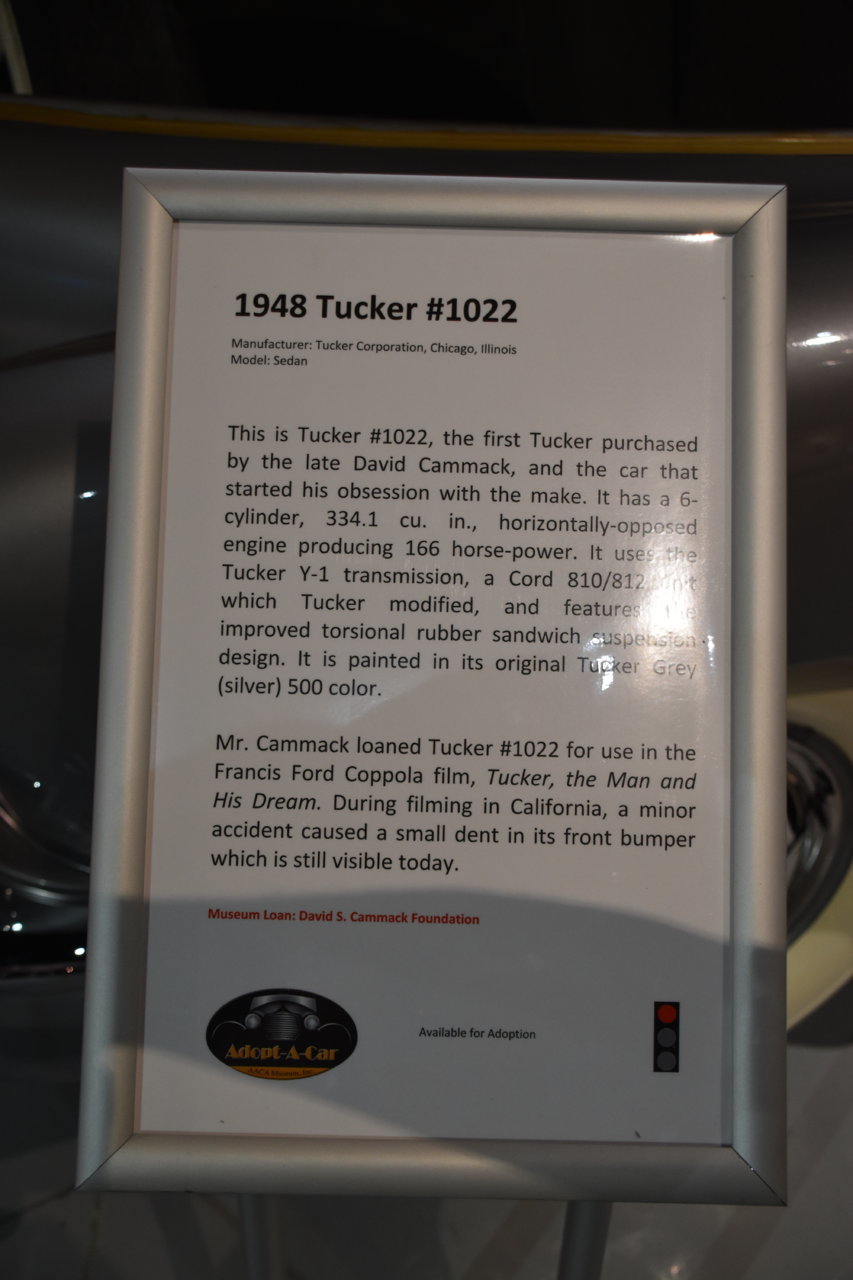 1948 Tucker #1022
Manufacturer: Tucker Corporation, Chicago, Illinois
Model: Sedan
This is Tucker #1022, the first Tucker purchased
by the late David Cammack, and the car that
started his obsession with the make. It has a 6-
cylinder, 334.1 cu. in., horizontally-opposed
engine producing 166 horse-power. It uses the
Tucker Y-1 transmission, a Cord 810/812 unit
which Tucker modified, and features the
improved torsional rubber sandwich suspension
design. It is painted in its original Tucker Grey
(silver) 500 color.
Mr. Cammack loaned Tucker #1022 for use in the
Francis Ford Coppola film, Tucker, the Man and
His Dream. During filming in California, a minor
accident caused a small dent in its front bumper
which is still visible today.
Museum Loan: David S. Cammack Foundation
Adopt-A-Car
AACA Museum, Inc.
Available for Adoption